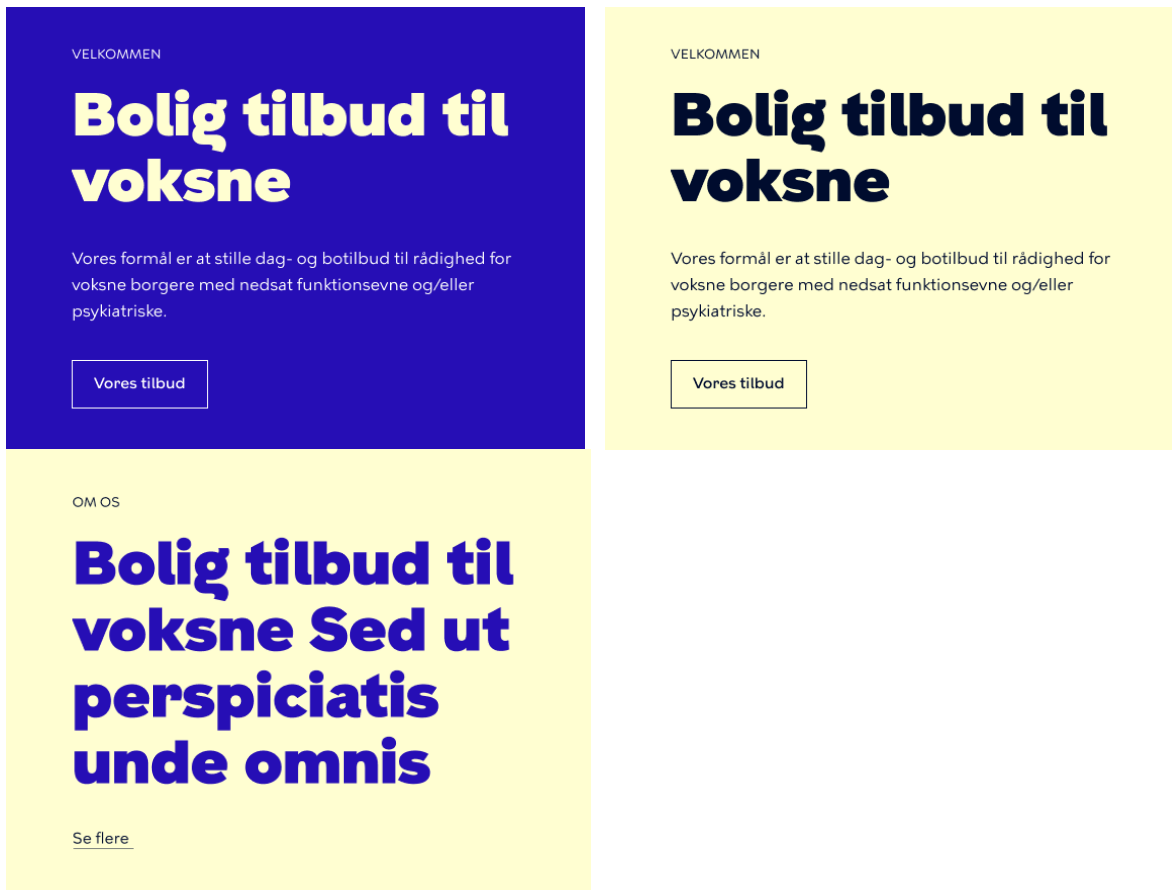 VELKOMMEN
Bolig tilbud til
voksne
Vores formål er at stille dag- og botilbud til rådighed for
voksne borgere med nedsat funktionsevne og/eller
psykiatriske.
Vores tilbud
VELKOMMEN
Bolig tilbud til
voksne
Vores formål er at stille dag- og botilbud til rådighed for
voksne borgere med nedsat funktionsevne og/eller
psykiatriske.
Vores tilbud
OM OS
Bolig tilbud til
voksne Sed ut
perspiciatis
unde omnis
Se flere